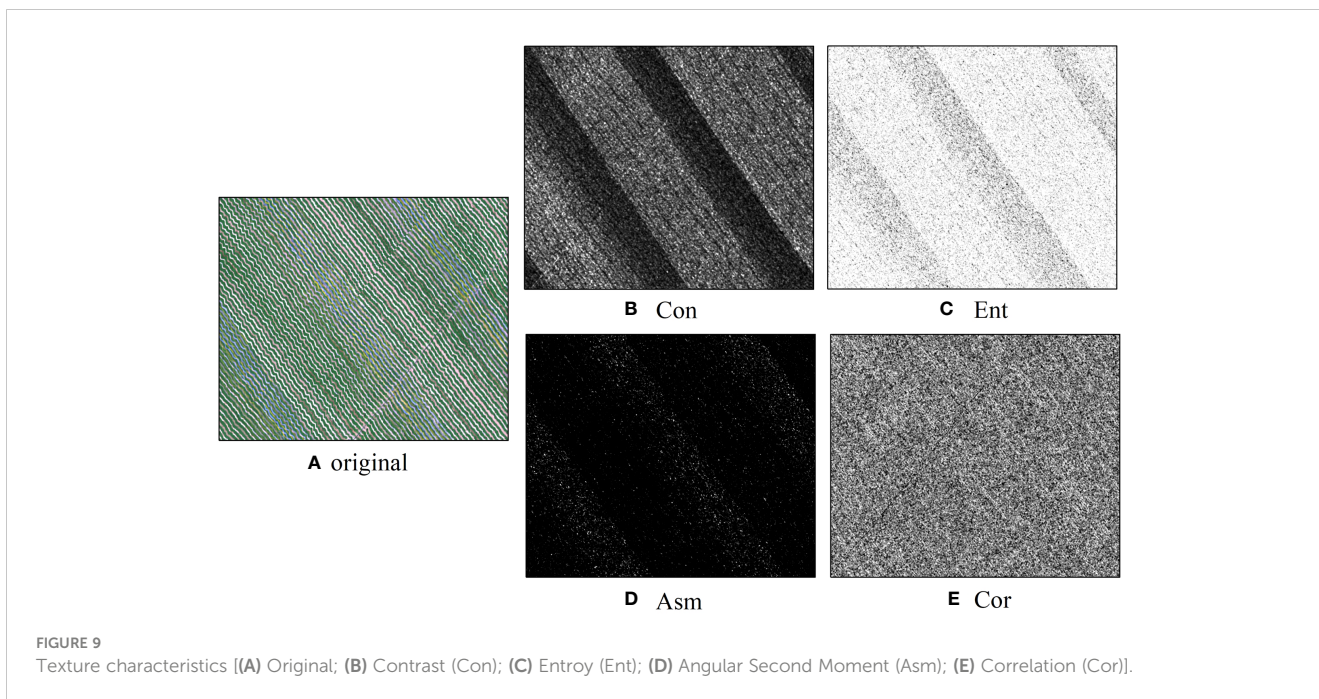 B Con
C Ent
A original
D Asm
E Cor
FIGURE 9
Texture characteristics [(A) Original; (B) Contrast (Con); (C) Entroy (Ent); (D) Angular Second Moment (Asm); (E) Correlation (Cor)].